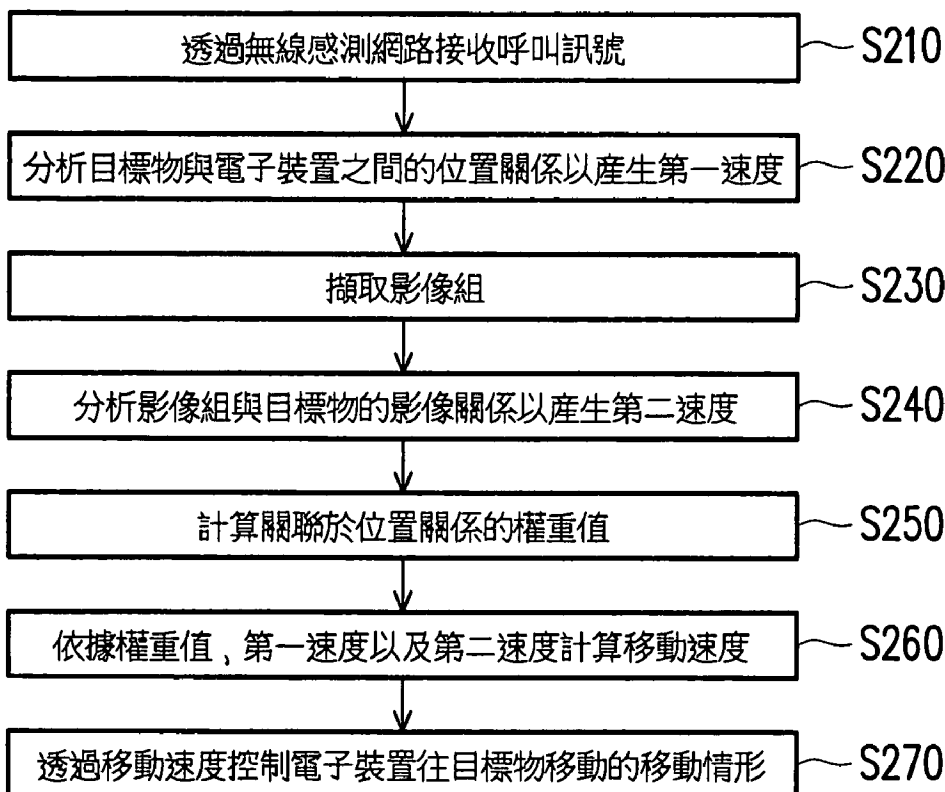 透過無線感測網路接收呼叫訊號 S210
分析目標物與電子裝置之間的位置關係以產生第一速度 S220
擷取影像組 S230
分析影像組與目標物的影像關係以產生第二速度 S240
計算關聯於位置關係的權重值 S250
依據權重值、第一速度以及第二速度計算移動速度 S260
透過移動速度控制電子裝置往目標物移動的移動情形 S270